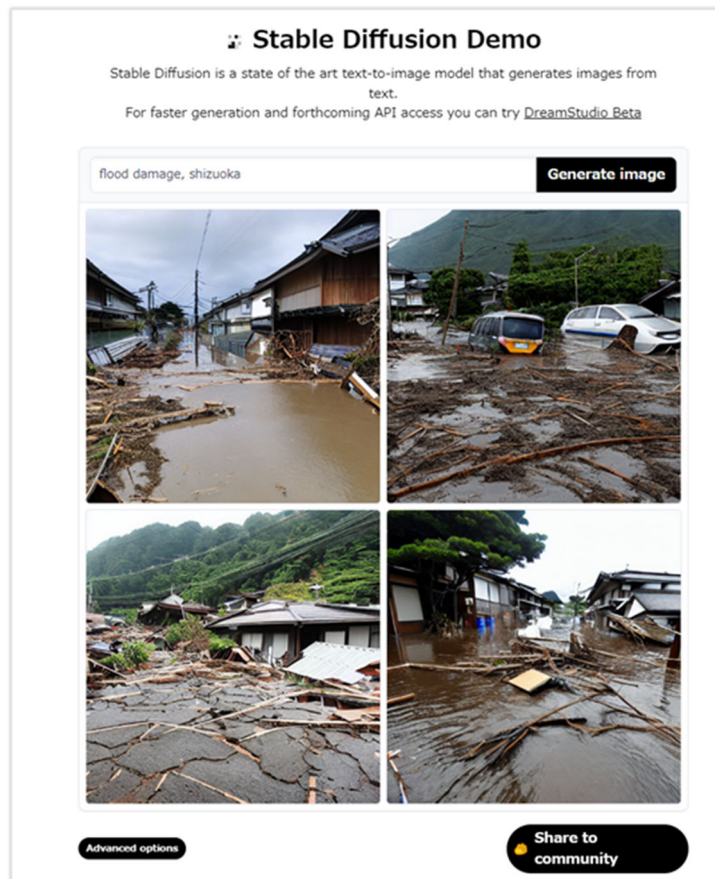 Stable Diffusion Demo
Stable Diffusion is a state of the art text-to-image model that generates images from
text.
For faster generation and forthcoming API access you can try DreamStudio Beta
flood damage, shizuoka
Generate image
Advanced options
Share to
community